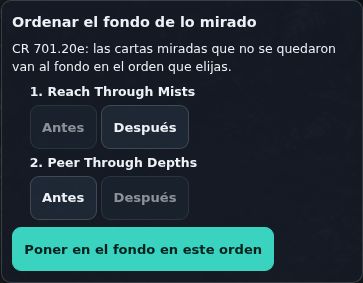 Ordenar el fondo de lo mirado
CR 701.20e: las cartas miradas que no se quedaron
van al fondo en el orden que elijas.
1. Reach Through Mists
Antes Después
2. Peer Through Depths
Antes Después
Poner en el fondo en este orden